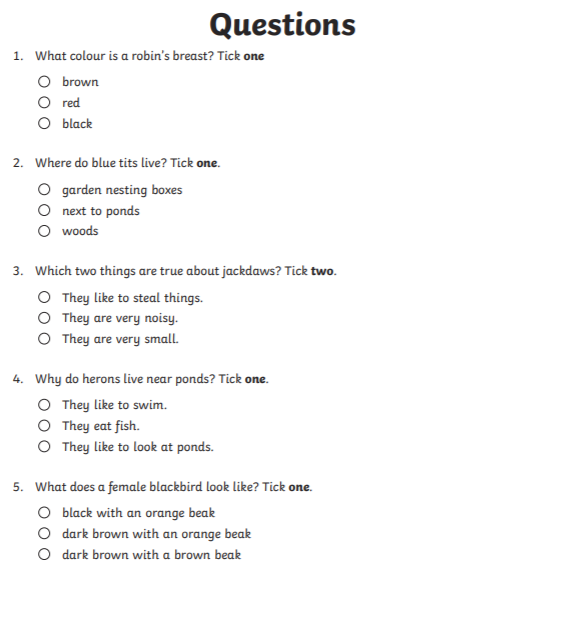 Questions
1. What colour is a robin's breast? Tick one
brown
red
black
2. Where do blue tits live? Tick one.
garden nesting boxes
next to ponds
woods
3. Which two things are true about jackdaws? Tick two.
They like to steal things.
They are very noisy.
They are very small.
4. Why do herons live near ponds? Tick one.
They like to swim.
They eat fish.
They like to look at ponds.
5. What does a female blackbird look like? Tick one.
black with an orange beak
dark brown with an orange beak
dark brown with a brown beak